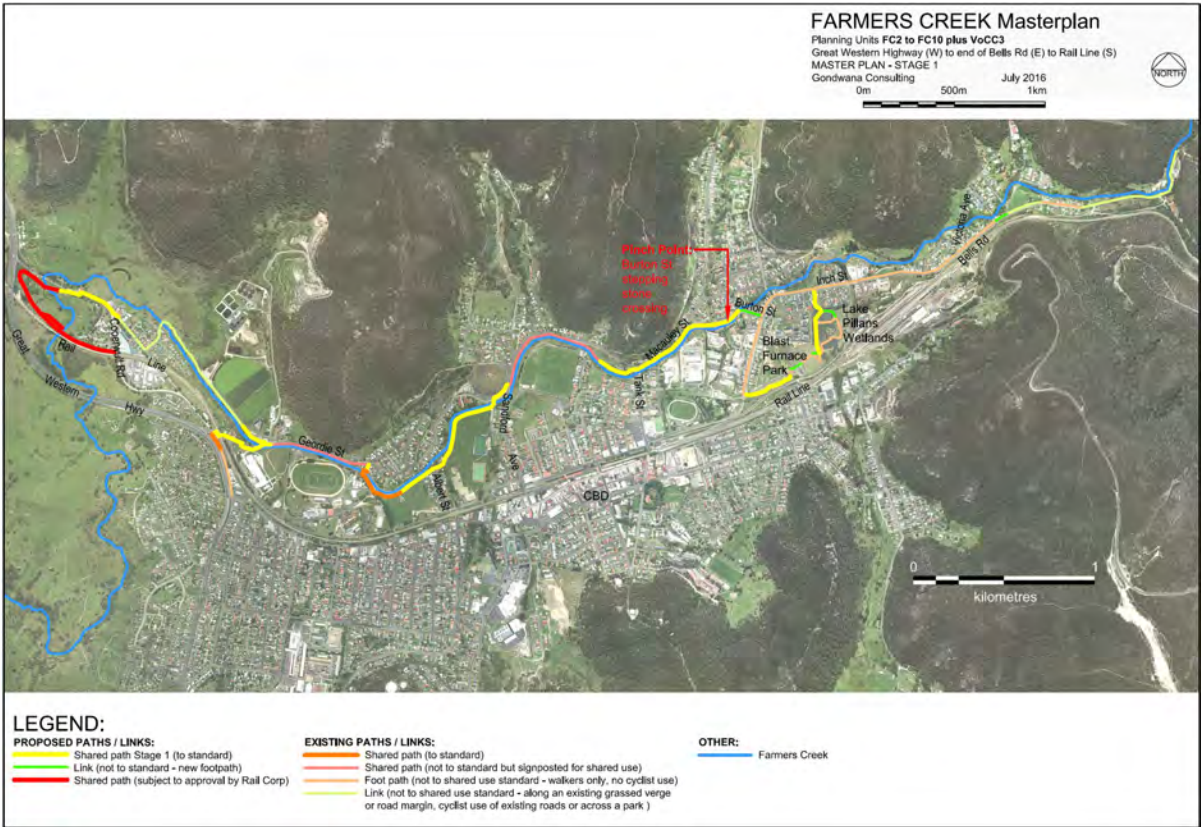 FARMERS CREEK Masterplan
Planning Units FC2 to FC10 plus VoCC3
Great Western Highway (W) to end of Bells Rd (E) to Rail Line (S)
MASTER PLAN - STAGE 1
Gondwana Consulting July 2016
0m 500m 1km
NORTH
Pinch Point:
Burton St
stepping
stone
crossing
Victoria Ave
Bells Rd
Inch St
Burton St
Macauley St
Lake
Pillans
Wetlands
Blast
Furnace
Park
Rail Line
Tank St
Sandford
Ave
Albert St
Geordie St
Cooerwull Rd
Bell
Line
Great
Western
Hwy
CBD
0 1
kilometres
LEGEND:
PROPOSED PATHS / LINKS:
Shared path Stage 1 (to standard)
Link (not to standard - new footpath)
Shared path (subject to approval by Rail Corp)
EXISTING PATHS / LINKS:
Shared path (to standard)
Shared path (not to standard but signposted for shared use)
Foot path (not to shared use standard - walkers only, no cyclist use)
Link (not to shared use standard - along an existing grassed verge
or road margin, cyclist use of existing roads or across a park )
OTHER:
Farmers Creek